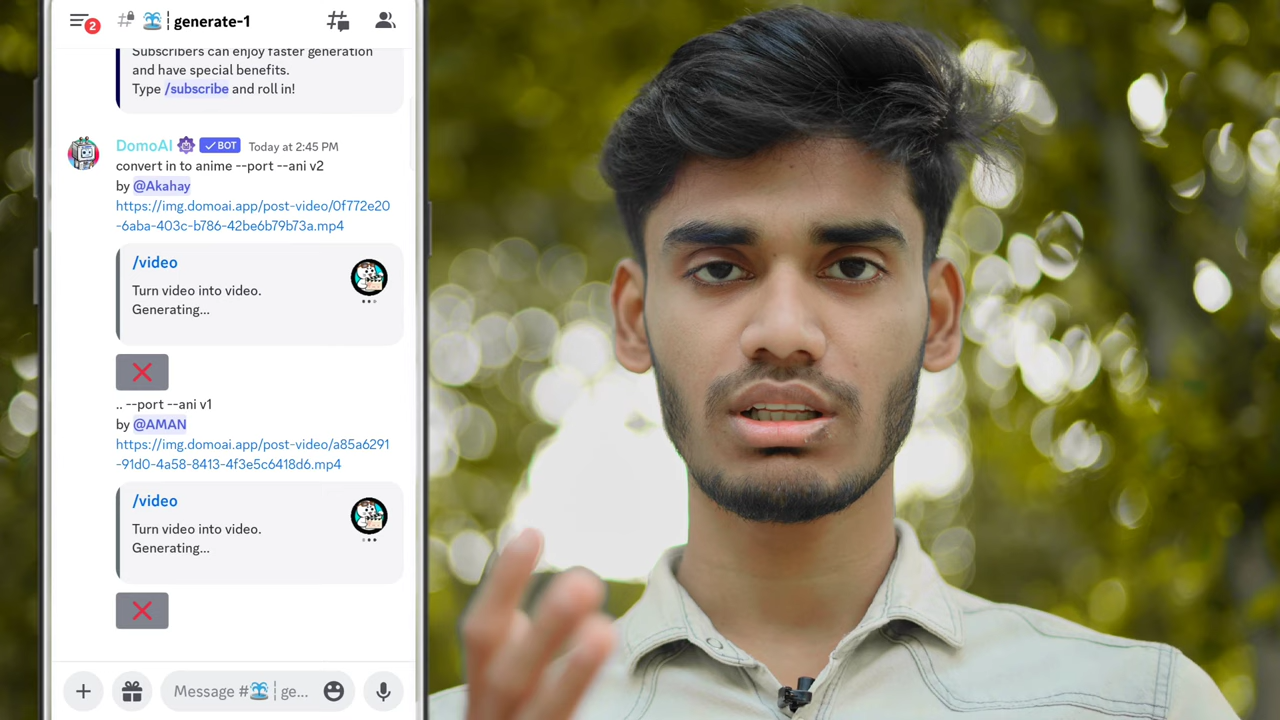 2
generate-1
Subscribers can enjoy faster generation
and have special benefits.
Type /subscribe and roll in!
DomoAI BOT Today at 2:45 PM
convert in to anime --port --ani v2
by @Akahay
https://img.domoai.app/post-video/0f772e20
-6aba-403c-b786-42be6b79b73a.mp4
/video
Turn video into video.
Generating...
.. --port --ani v1
by @AMAN
https://img.domoai.app/post-video/a85a6291
-91d0-4a58-8413-4f3e5c6418d6.mp4
/video
Turn video into video.
Generating...
Message # ge...